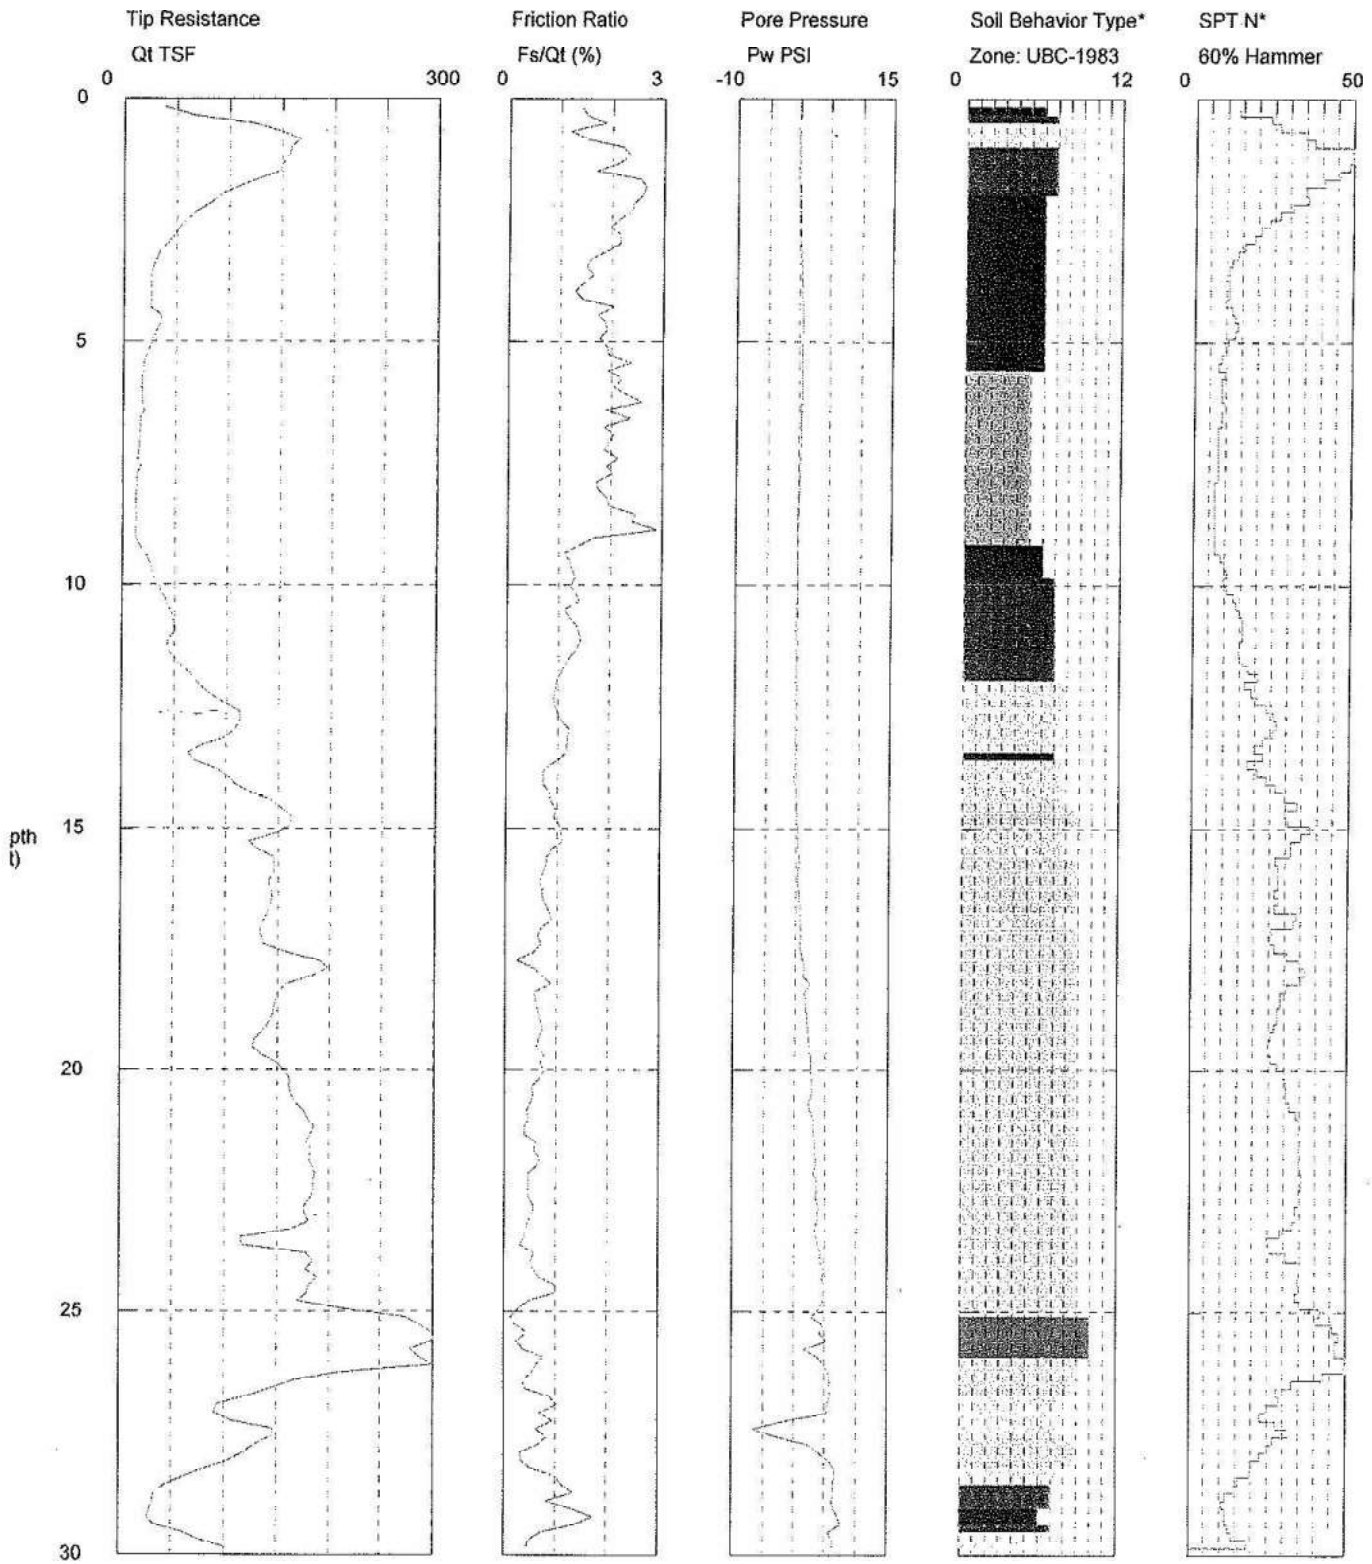 Tip Resistance Friction Ratio Pore Pressure Soil Behavior Type* SPT N*
Qt TSF Fs/Qt (%) Pw PSI Zone: UBC-1983 60% Hammer
0 300 0 3 -10 15 0 12 0 50
0
5
10
15
pth
t)
20
25
30